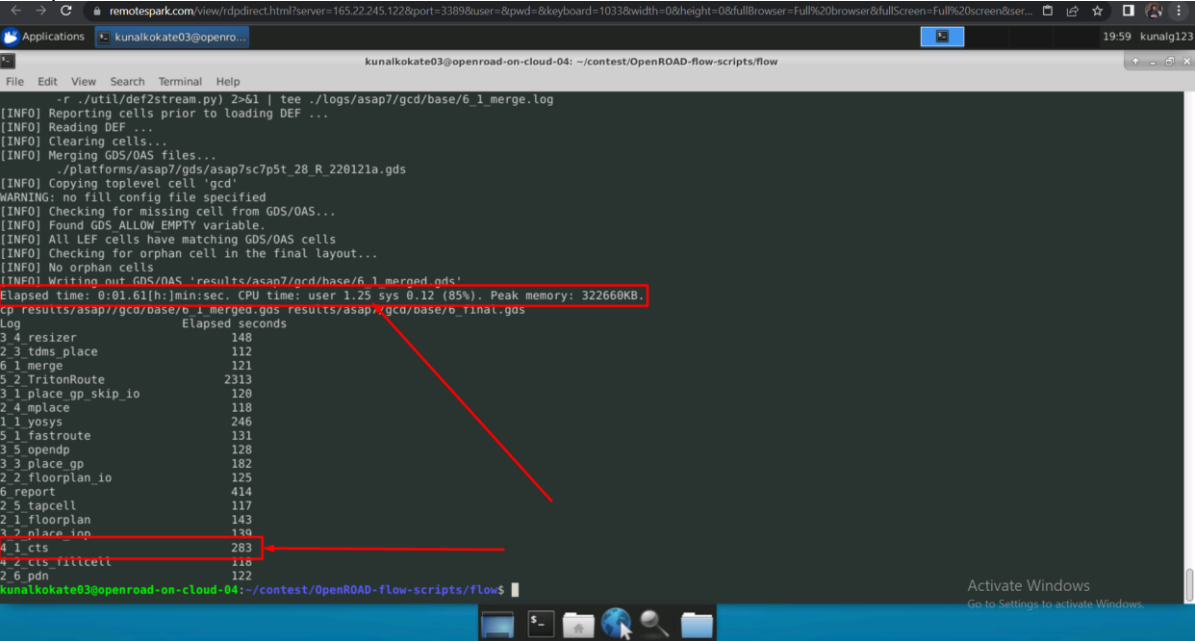 remotespark.com/view/rdpdirect.html?server=165.22.245.122&port=3389&user=&pwd=&keyboard=1033&width=0&height=0&fullBrowser=Full%20browser&fullScreen=Full%20screen&ser...
Applications kunalkokate03@openro... 19:59 kunalg123
kunalkokate03@openroad-on-cloud-04: ~/contest/OpenROAD-flow-scripts/flow
File Edit View Search Terminal Help
-r ./util/def2stream.py) 2>&1 | tee ./logs/asap7/gcd/base/6_1_merge.log
[INFO] Reporting cells prior to loading DEF ...
[INFO] Reading DEF ...
[INFO] Clearing cells...
[INFO] Merging GDS/OAS files...
./platforms/asap7/gds/asap7sc7p5t_28_R_220121a.gds
[INFO] Copying toplevel cell 'gcd'
WARNING: no fill config file specified
[INFO] Checking for missing cell from GDS/OAS...
[INFO] Found GDS_ALLOW_EMPTY variable.
[INFO] All LEF cells have matching GDS/OAS cells
[INFO] Checking for orphan cell in the final layout...
[INFO] No orphan cells
[INFO] Writing out GDS/OAS 'results/asap7/gcd/base/6_1_merged.gds'
Elapsed time: 0:01.61[h:]min:sec. CPU time: user 1.25 sys 0.12 (85%). Peak memory: 322660KB.
cp results/asap7/gcd/base/6_1_merged.gds results/asap7/gcd/base/6_final.gds
Log Elapsed seconds
3_4_resizer 148
2_3_tdms_place 112
6_1_merge 121
5_2_TritonRoute 2313
3_1_place_gp_skip_io 120
2_4_mplace 118
1_1_yosys 246
5_1_fastroute 131
3_5_opendp 128
3_3_place_gp 182
2_2_floorplan_io 125
6_report 414
2_5_tapcell 117
2_1_floorplan 143
3_2_place_iop 139
4_1_cts 283
4_2_cts_fillcell 118
2_6_pdn 122
kunalkokate03@openroad-on-cloud-04:~/contest/OpenROAD-flow-scripts/flow$
Activate Windows
Go to Settings to activate Windows.